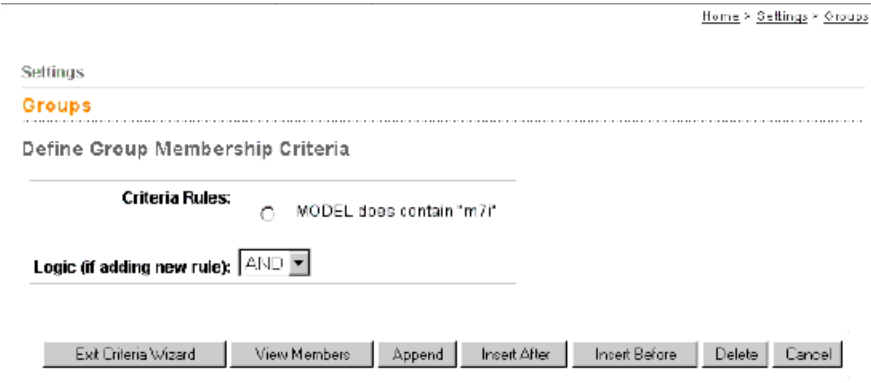 Home > Settings > Groups
Settings
Groups
Define Group Membership Criteria
Criteria Rules:
MODEL does contain "m7i"
Logic (if adding new rule): AND
Exit Criteria Wizard View Members Append Insert After Insert Before Delete Cancel